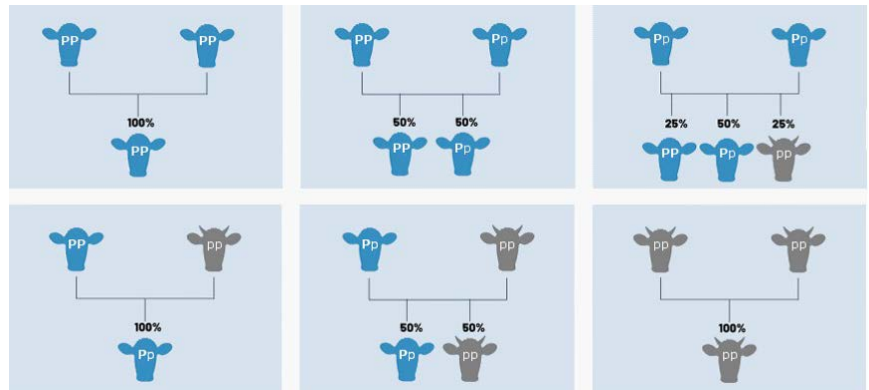 PP PP
100%
PP
PP Pp
50% 50%
PP Pp
Pp Pp
25% 50% 25%
PP Pp pp
PP pp
100%
Pp
Pp pp
50% 50%
Pp pp
pp pp
100%
pp